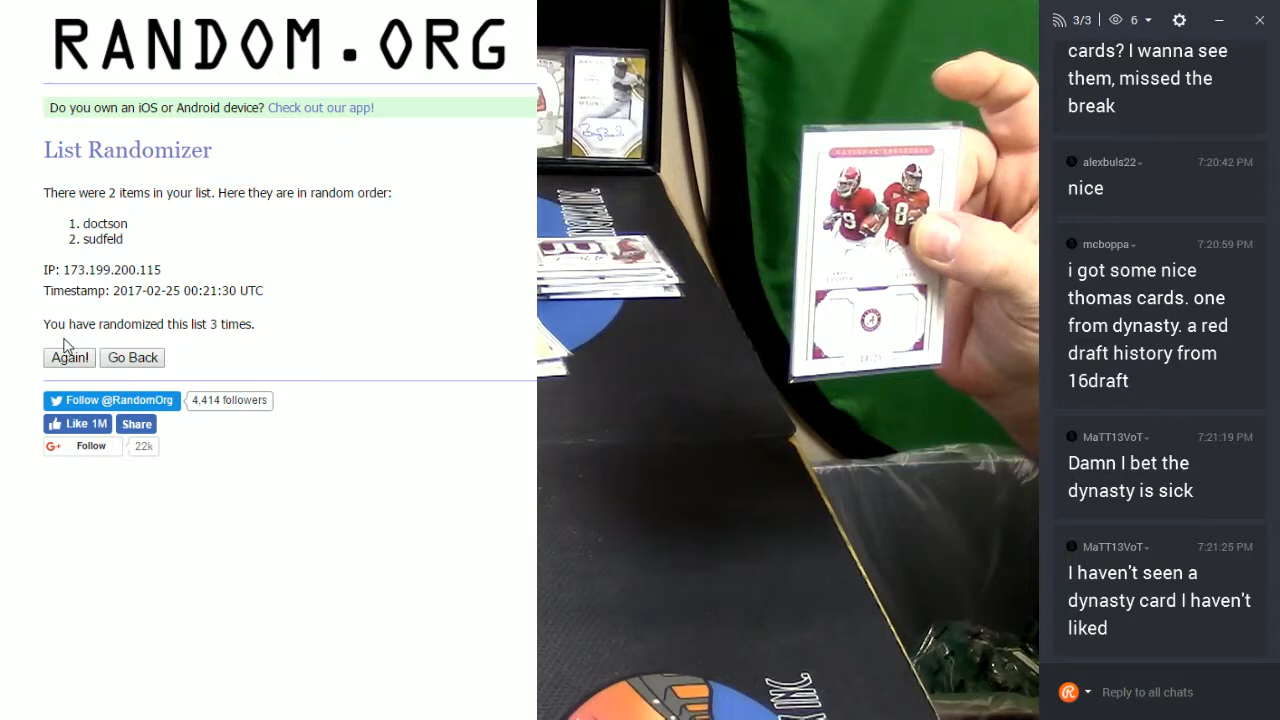 RANDOM.ORG
Do you own an iOS or Android device? Check out our app!
List Randomizer
There were 2 items in your list. Here they are in random order:
1. doctson
2. sudfeld
IP: 173.199.200.115
Timestamp: 2017-02-25 00:21:30 UTC
You have randomized this list 3 times.
Again!
Go Back
Follow @RandomOrg
4,414 followers
Like 1M
Share
Follow
22k
INC
3/3
6
cards? I wanna see
them, missed the
break
alexbuls22
7:20:42 PM
nice
mcboppa
7:20:59 PM
i got some nice
thomas cards. one
from dynasty. a red
draft history from
16draft
MaTT13VoT
7:21:19 PM
Damn I bet the
dynasty is sick
MaTT13VoT
7:21:25 PM
I haven't seen a
dynasty card I haven't
liked
Reply to all chats